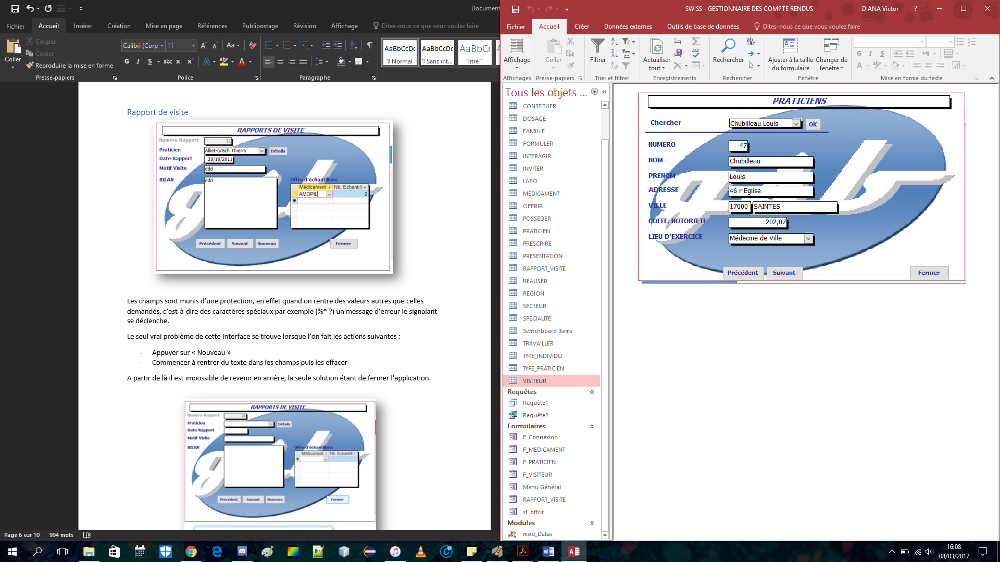 Document
Fichier
Accueil
Insérer
Création
Mise en page
Références
Publipostage
Révision
Affichage
Dites-nous ce que vous voulez faire
Coller
Couper
Copier
Reproduire la mise en forme
Presse-papiers
Calibri (Corp
11
Police
Paragraphe
AaBbCcDc
¶ Normal
AaBbCcDc
¶ Sans int...
AaBbC
Titre 1
Rapport de visite
RAPPORTS DE VISITE
Numéro Rapport
11
Praticien
Alliet-Grach Thierry
Détails
Date Rapport
20/10/2011
Motif Visite
ddd
BILAN
ddd
Offre d'échantillons
Médicament
Nb. Echantill
AMOPIL
2
Précédent
Suivant
Nouveau
Fermer
Les champs sont munis d’une protection, en effet quand on rentre des valeurs autres que celles
demandés, c’est-à-dire des caractères spéciaux par exemple (%* ?) un message d’erreur le signalant
se déclenche.
Le seul vrai problème de cette interface se trouve lorsque l’on fait les actions suivantes :
- Appuyer sur « Nouveau »
- Commencer à rentrer du texte dans les champs puis les effacer
A partir de là il est impossible de revenir en arrière, la seule solution étant de fermer l’application.
RAPPORTS DE VISITE
Numéro Rapport
26
Praticien
Détails
Date Rapport
Motif Visite
BILAN
Offre d'échantillons
Médicament
Nb. Echantill
Précédent
Suivant
Nouveau
Fermer
Page 6 sur 10
994 mots
SWISS - GESTIONNAIRE DES COMPTE RENDUS
DIANA Victor
Fichier
Accueil
Créer
Données externes
Outils de base de données
Dites-nous ce que vous voulez faire
Affichage
Affichages
Coller
Presse-papiers
Filtrer
Trier et filtrer
Actualiser
tout
Enregistrements
Rechercher
Rechercher
Ajuster à la taille
du formulaire
Changer de
fenêtre
Fenêtre
Mise en forme du texte
Tous les objets ...
CONSTITUER
DOSAGE
FAMILLE
FORMULER
INTERAGIR
INVITER
LABO
MEDICAMENT
OFFRIR
POSSEDER
PRATICIEN
PRESCRIRE
PRESENTATION
RAPPORT_VISITE
REALISER
REGION
SECTEUR
SPECIALITE
Switchboard Items
TRAVAILLER
TYPE_INDIVIDU
TYPE_PRATICIEN
VISITEUR
Requêtes
Requête1
Requête2
Formulaires
F_Connexion
F_MEDICAMENT
F_PRATICIEN
F_VISITEUR
Menu Général
RAPPORT_VISITE
sf_offrir
Modules
mod_Datas
PRATICIENS
Chercher
Chubilleau Louis
OK
NUMERO
47
NOM
Chubilleau
PRENOM
Louis
ADRESSE
46 r Eglise
VILLE
17000
SAINTES
COEFF. NOTORIETE
202,07
LIEU D'EXERCICE
Médecine de Ville
Précédent
Suivant
Fermer
16:08
08/03/2017